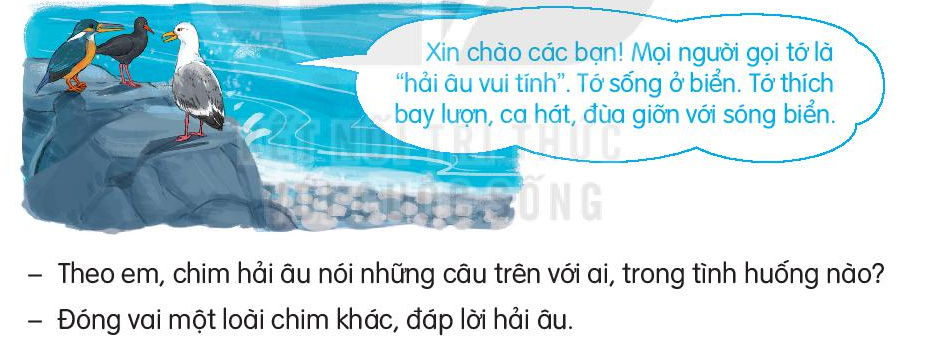 Xin chào các bạn! Mọi người gọi tớ là
“hải âu vui tính”. Tớ sống ở biển. Tớ thích
bay lượn, ca hát, đùa giỡn với sóng biển.
KẾT NỐI TRI THỨC
VỚI CUỘC SỐNG
– Theo em, chim hải âu nói những câu trên với ai, trong tình huống nào?
– Đóng vai một loài chim khác, đáp lời hải âu.